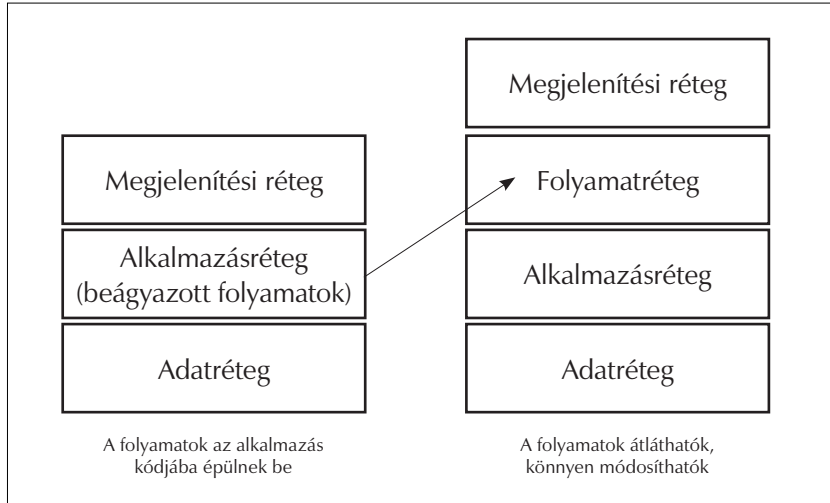 Megjelenítési réteg
Alkalmazásréteg
(beágyazott folyamatok)
Adatréteg
A folyamatok az alkalmazás
kódjába épülnek be
Megjelenítési réteg
Folyamatréteg
Alkalmazásréteg
Adatréteg
A folyamatok átláthatók,
könnyen módosíthatók